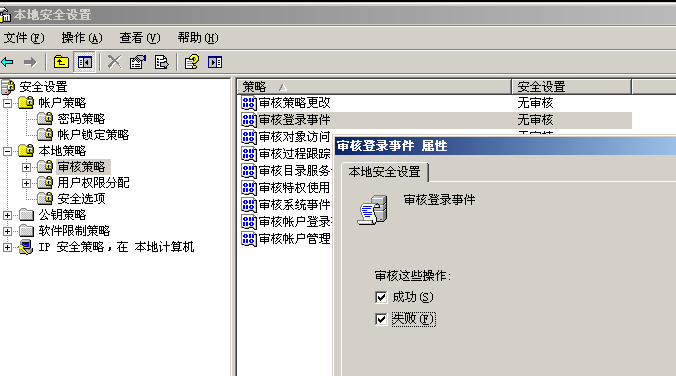 本地安全设置
文件(F) 操作(A) 查看(V) 帮助(H)
安全设置
帐户策略
密码策略
帐户锁定策略
本地策略
审核策略
用户权限分配
安全选项
公钥策略
软件限制策略
IP 安全策略，在 本地计算机
策略 安全设置
审核策略更改 无审核
审核登录事件 无审核
审核对象访问
审核过程跟踪
审核目录服务
审核特权使用
审核系统事件
审核帐户登录
审核帐户管理
审核登录事件 属性
本地安全设置
审核登录事件
审核这些操作:
成功(S)
失败(F)